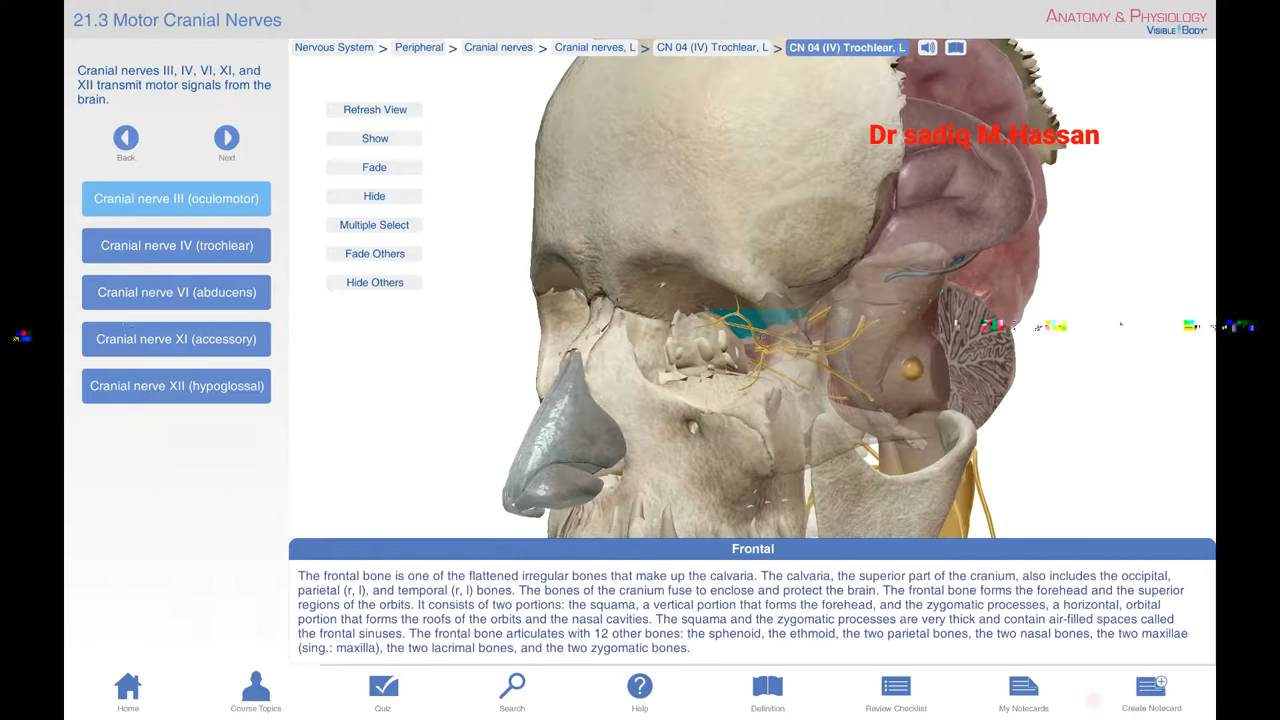 21.3 Motor Cranial Nerves
ANATOMY & PHYSIOLOGY
VISIBLE BODY®
Nervous System > Peripheral > Cranial nerves > Cranial nerves, L > CN 04 (IV) Trochlear, L > CN 04 (IV) Trochlear, L
Cranial nerves III, IV, VI, XI, and
XII transmit motor signals from the
brain.
Back
Next
Cranial nerve III (oculomotor)
Cranial nerve IV (trochlear)
Cranial nerve VI (abducens)
Cranial nerve XI (accessory)
Cranial nerve XII (hypoglossal)
Refresh View
Show
Fade
Hide
Multiple Select
Fade Others
Hide Others
Dr sadiq M.Hassan
Frontal
The frontal bone is one of the flattened irregular bones that make up the calvaria. The calvaria, the superior part of the cranium, also includes the occipital,
parietal (r, l), and temporal (r, l) bones. The bones of the cranium fuse to enclose and protect the brain. The frontal bone forms the forehead and the superior
regions of the orbits. It consists of two portions: the squama, a vertical portion that forms the forehead, and the zygomatic processes, a horizontal, orbital
portion that forms the roofs of the orbits and the nasal cavities. The squama and the zygomatic processes are very thick and contain air-filled spaces called
the frontal sinuses. The frontal bone articulates with 12 other bones: the sphenoid, the ethmoid, the two parietal bones, the two nasal bones, the two maxillae
(sing.: maxilla), the two lacrimal bones, and the two zygomatic bones.
Home
Course Topics
Quiz
Search
Help
Definition
Review Checklist
My Notecards
Create Notecard